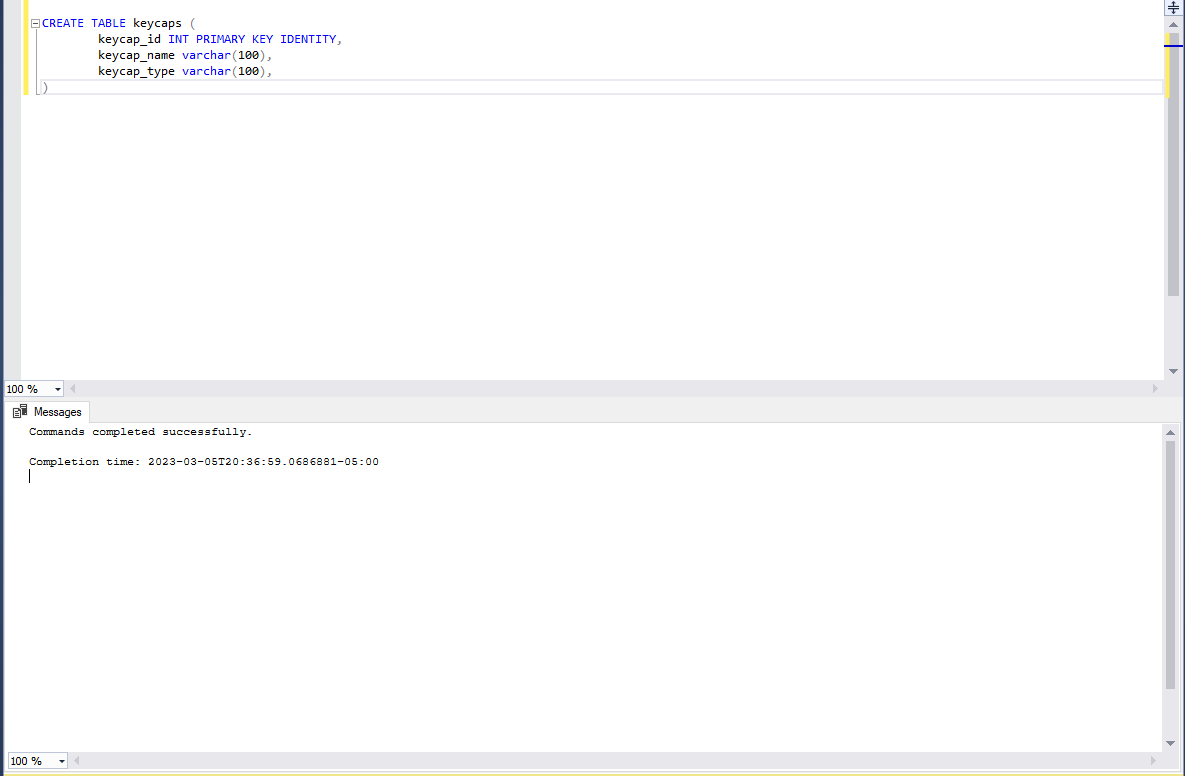 CREATE TABLE keycaps (
keycap_id INT PRIMARY KEY IDENTITY,
keycap_name varchar(100),
keycap_type varchar(100),
)
100 %
Messages
Commands completed successfully.
Completion time: 2023-03-05T20:36:59.0686881-05:00
100 %